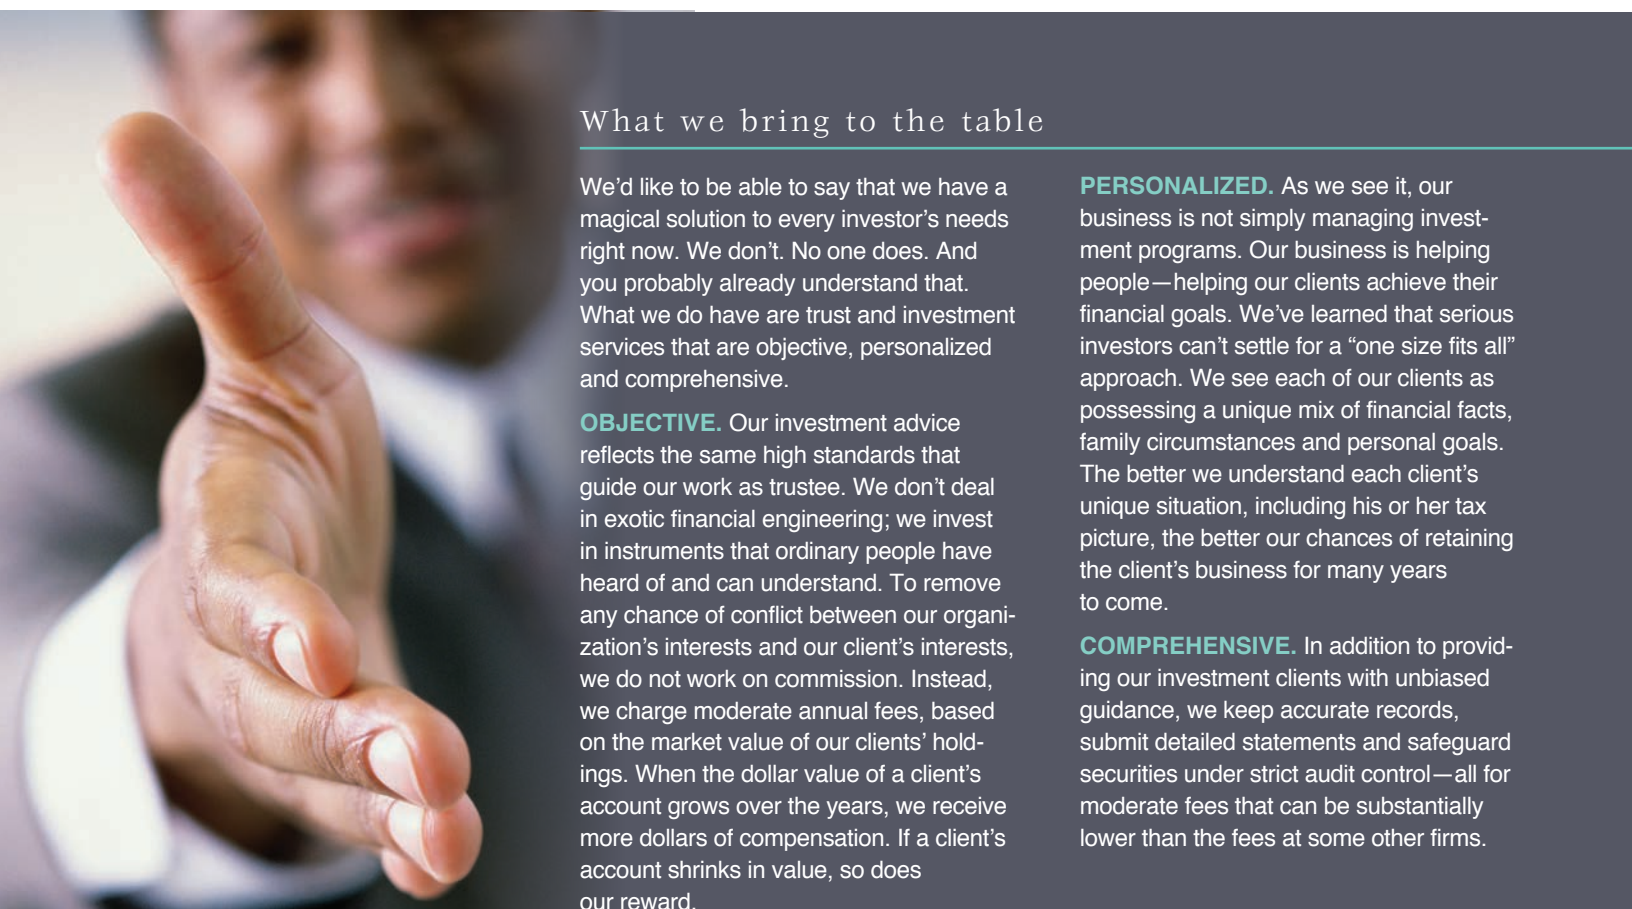 What we bring to the table
We’d like to be able to say that we have a
magical solution to every investor’s needs
right now. We don’t. No one does. And
you probably already understand that.
What we do have are trust and investment
services that are objective, personalized
and comprehensive.
OBJECTIVE. Our investment advice
reflects the same high standards that
guide our work as trustee. We don’t deal
in exotic financial engineering; we invest
in instruments that ordinary people have
heard of and can understand. To remove
any chance of conflict between our organi-
zation’s interests and our client’s interests,
we do not work on commission. Instead,
we charge moderate annual fees, based
on the market value of our clients’ hold-
ings. When the dollar value of a client’s
account grows over the years, we receive
more dollars of compensation. If a client’s
account shrinks in value, so does
our reward.
PERSONALIZED. As we see it, our
business is not simply managing invest-
ment programs. Our business is helping
people—helping our clients achieve their
financial goals. We’ve learned that serious
investors can’t settle for a “one size fits all”
approach. We see each of our clients as
possessing a unique mix of financial facts,
family circumstances and personal goals.
The better we understand each client’s
unique situation, including his or her tax
picture, the better our chances of retaining
the client’s business for many years
to come.
COMPREHENSIVE. In addition to provid-
ing our investment clients with unbiased
guidance, we keep accurate records,
submit detailed statements and safeguard
securities under strict audit control—all for
moderate fees that can be substantially
lower than the fees at some other firms.